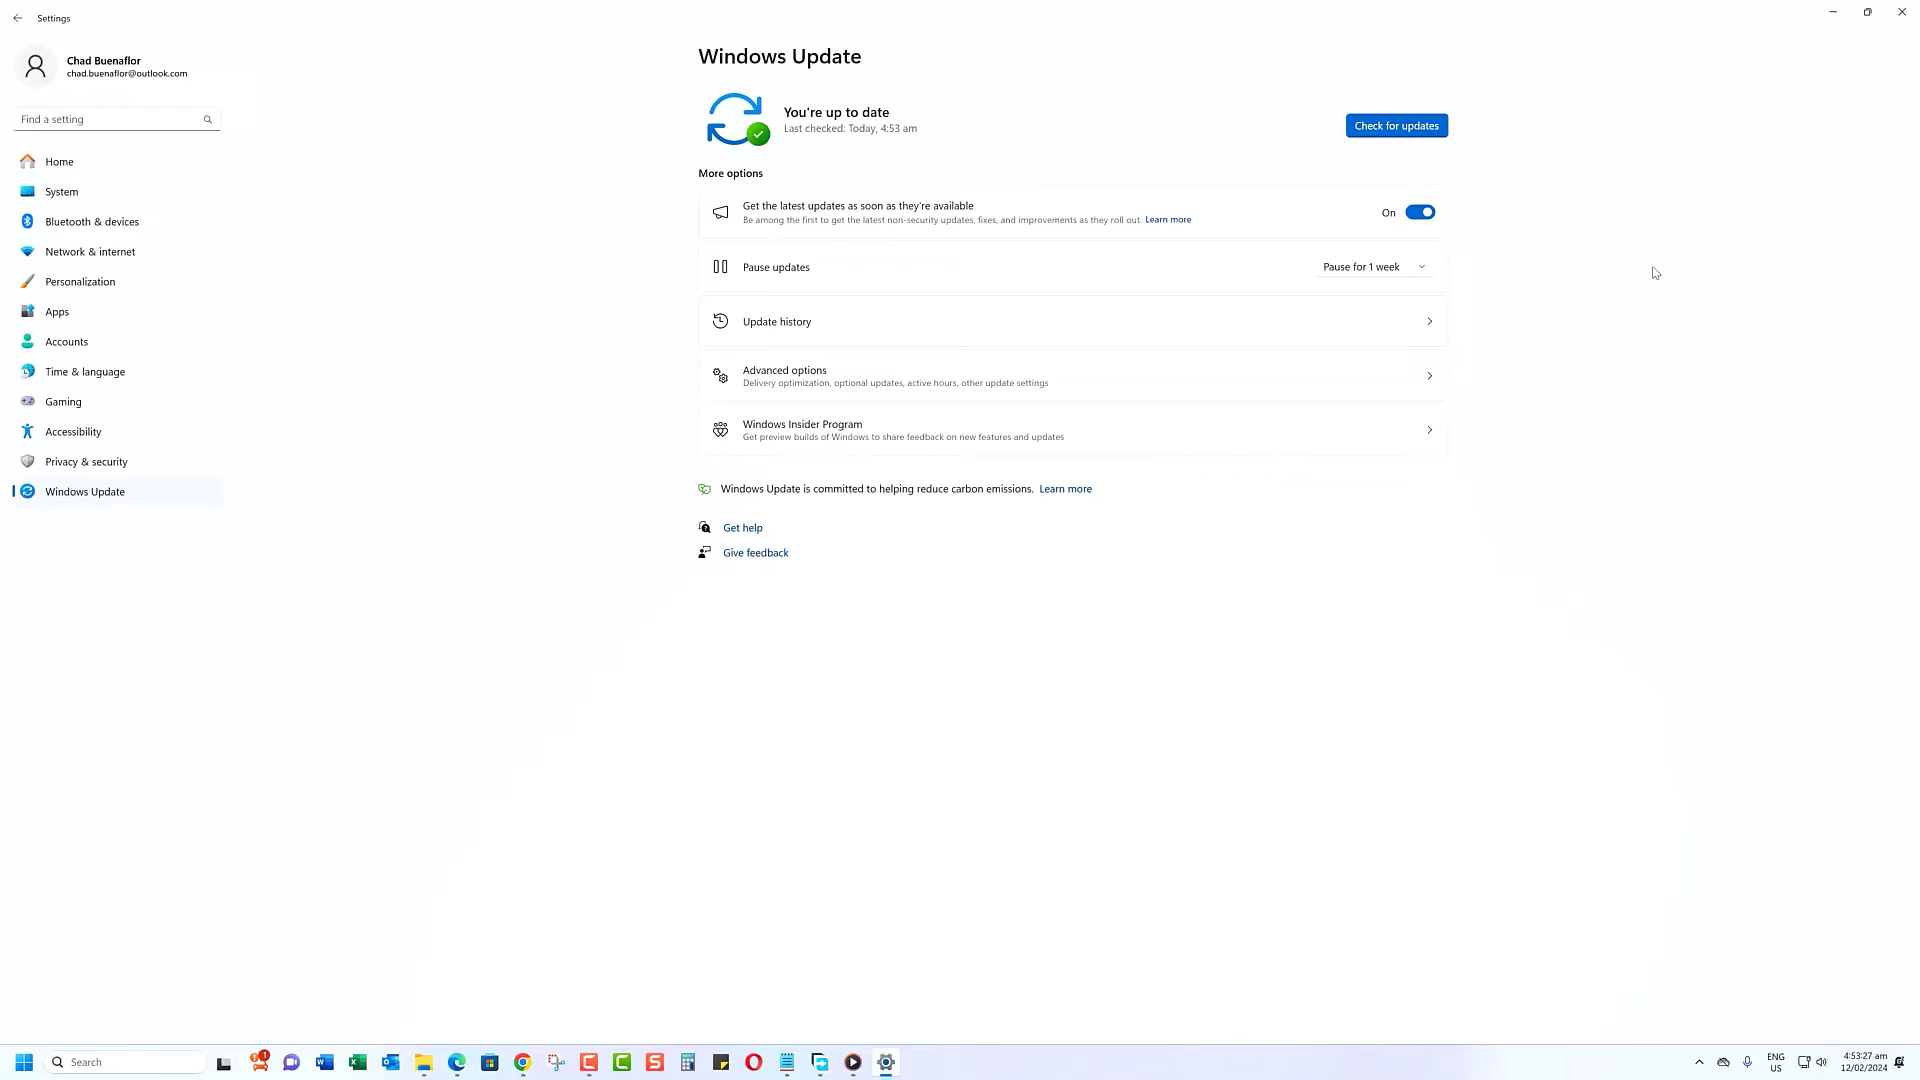 Settings
Chad Buenaflor
chad.buenaflor@outlook.com
Find a setting
Home
System
Bluetooth & devices
Network & internet
Personalization
Apps
Accounts
Time & language
Gaming
Accessibility
Privacy & security
Windows Update
Windows Update
You're up to date
Last checked: Today, 4:53 am
Check for updates
More options
Get the latest updates as soon as they're available
Be among the first to get the latest non-security updates, fixes, and improvements as they roll out. Learn more
On
Pause updates
Pause for 1 week
Update history
Advanced options
Delivery optimization, optional updates, active hours, other update settings
Windows Insider Program
Get preview builds of Windows to share feedback on new features and updates
Windows Update is committed to helping reduce carbon emissions. Learn more
Get help
Give feedback
Search
1
ENG
US
4:53:27 am
12/02/2024